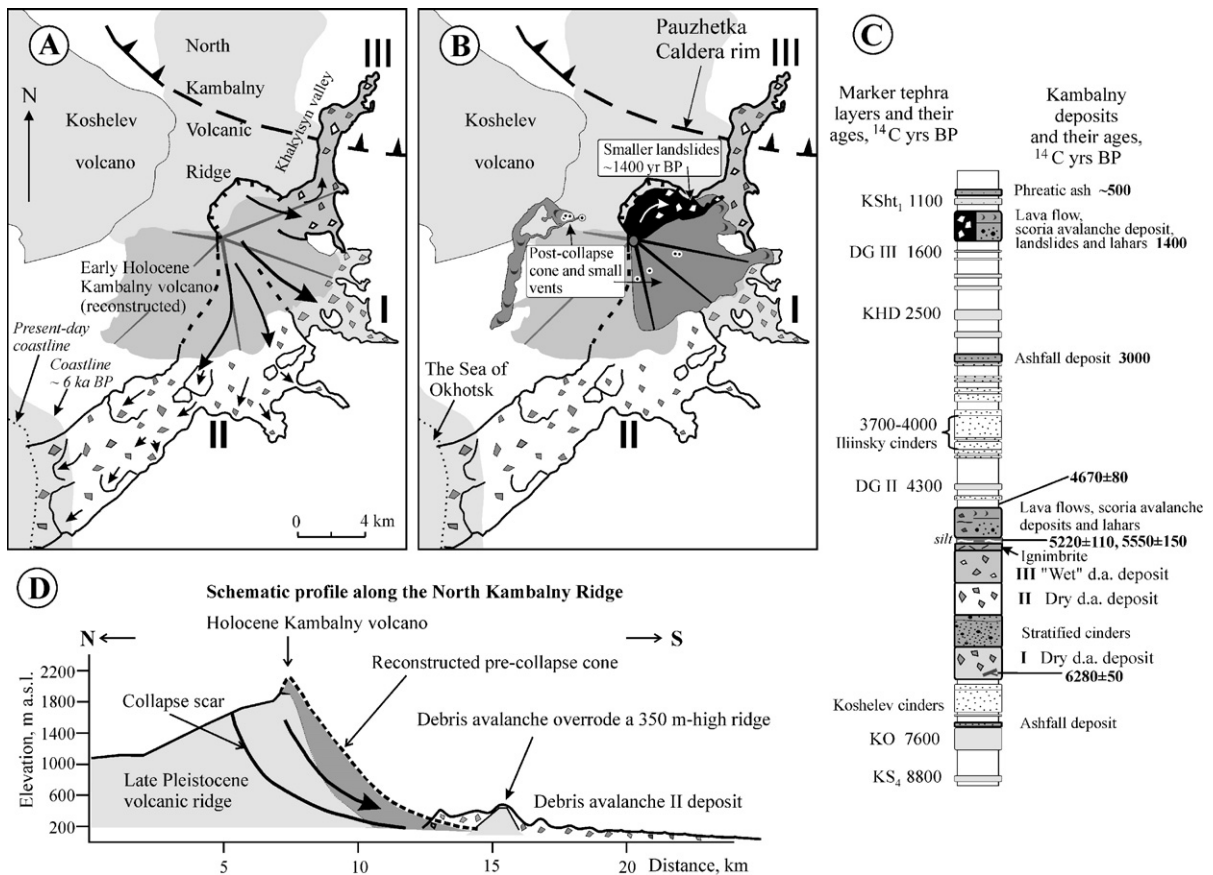 A
North
Kambalny
Volcanic
Ridge
III
N
Koshelev
volcano
Khakytsyn valley
Early Holocene
Kambalny volcano
(reconstructed)
I
Present-day
coastline
Coastline
~ 6 ka BP
II
0 4 km
B
Pauzhetka
Caldera rim
III
Koshelev
volcano
Smaller landslides
~1400 yr BP
Post-collapse
cone and small
vents
I
The Sea of
Okhotsk
II
C
Marker tephra
layers and their
ages, ¹⁴C yrs BP
Kambalny
deposits
and their ages,
¹⁴C yrs BP
Phreatic ash ~500
KSht₁ 1100
Lava flow,
scoria avalanche deposit,
landslides and lahars 1400
DG III 1600
KHD 2500
Ashfall deposit 3000
3700-4000
Iliinsky cinders
4670±80
DG II 4300
Lava flows, scoria avalanche
deposits and lahars
silt
5220±110, 5550±150
Ignimbrite
III "Wet" d.a. deposit
II Dry d.a. deposit
Stratified cinders
I Dry d.a. deposit
6280±50
Koshelev cinders
Ashfall deposit
KO 7600
KS₄ 8800
D
Schematic profile along the North Kambalny Ridge
N
Holocene Kambalny volcano
S
Reconstructed pre-collapse cone
Collapse scar
Debris avalanche overrode a 350 m-high ridge
Late Pleistocene
volcanic ridge
Debris avalanche II deposit
Elevation, m a.s.l.
2200
1800
1400
1000
600
200
5 10 15 20 Distance, km